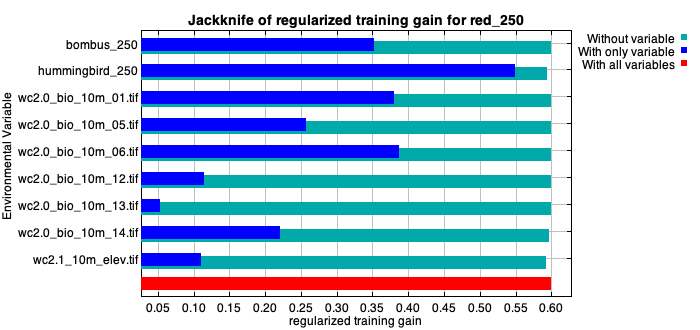 Jackknife of regularized training gain for red_250
Without variable
With only variable
With all variables
Environmental Variable
bombus_250
hummingbird_250
wc2.0_bio_10m_01.tif
wc2.0_bio_10m_05.tif
wc2.0_bio_10m_06.tif
wc2.0_bio_10m_12.tif
wc2.0_bio_10m_13.tif
wc2.0_bio_10m_14.tif
wc2.1_10m_elev.tif
0.05 0.10 0.15 0.20 0.25 0.30 0.35 0.40 0.45 0.50 0.55 0.60
regularized training gain